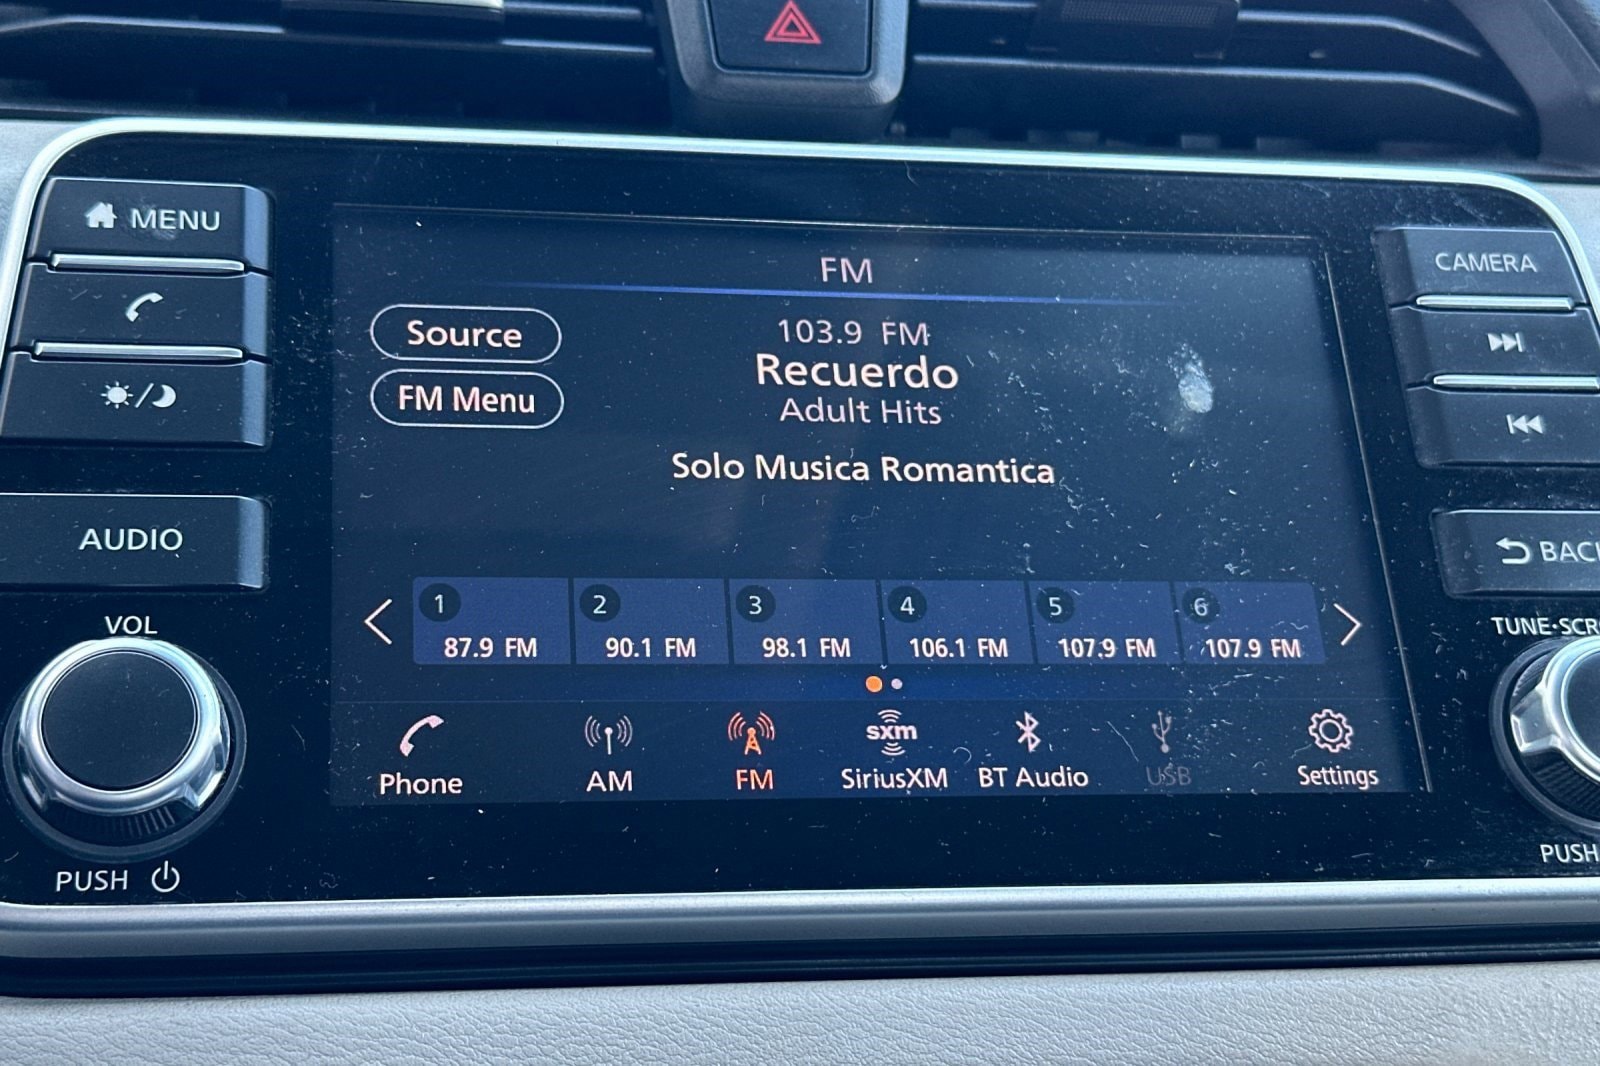 MENU
AUDIO
VOL
PUSH
FM
Source
FM Menu
103.9 FM
Recuerdo
Adult Hits
Solo Musica Romantica
1
87.9 FM
2
90.1 FM
3
98.1 FM
4
106.1 FM
5
107.9 FM
6
107.9 FM
Phone
AM
FM
sxm
SiriusXM
BT Audio
USB
Settings
CAMERA
BAC
TUNE·SCR
PUSH